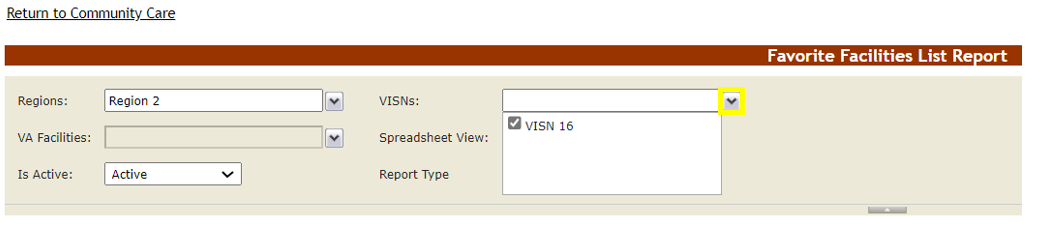 Return to Community Care
Favorite Facilities List Report
Regions: Region 2 VISNs:
VISN 16
VA Facilities: Spreadsheet View:
Is Active: Active Report Type